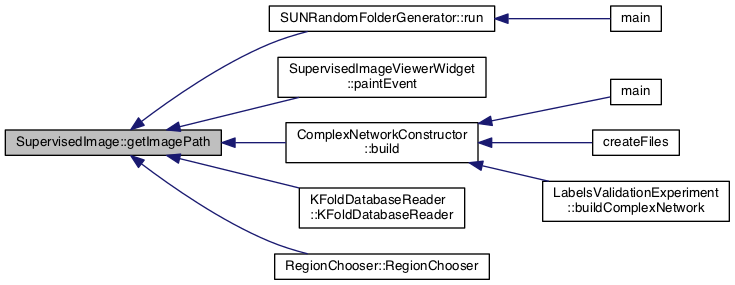 SUNRandomFolderGenerator::run
main
SupervisedImageViewerWidget
::paintEvent
main
SupervisedImage::getImagePath
ComplexNetworkConstructor
::build
createFiles
LabelsValidationExperiment
::buildComplexNetwork
KFoldDatabaseReader
::KFoldDatabaseReader
RegionChooser::RegionChooser